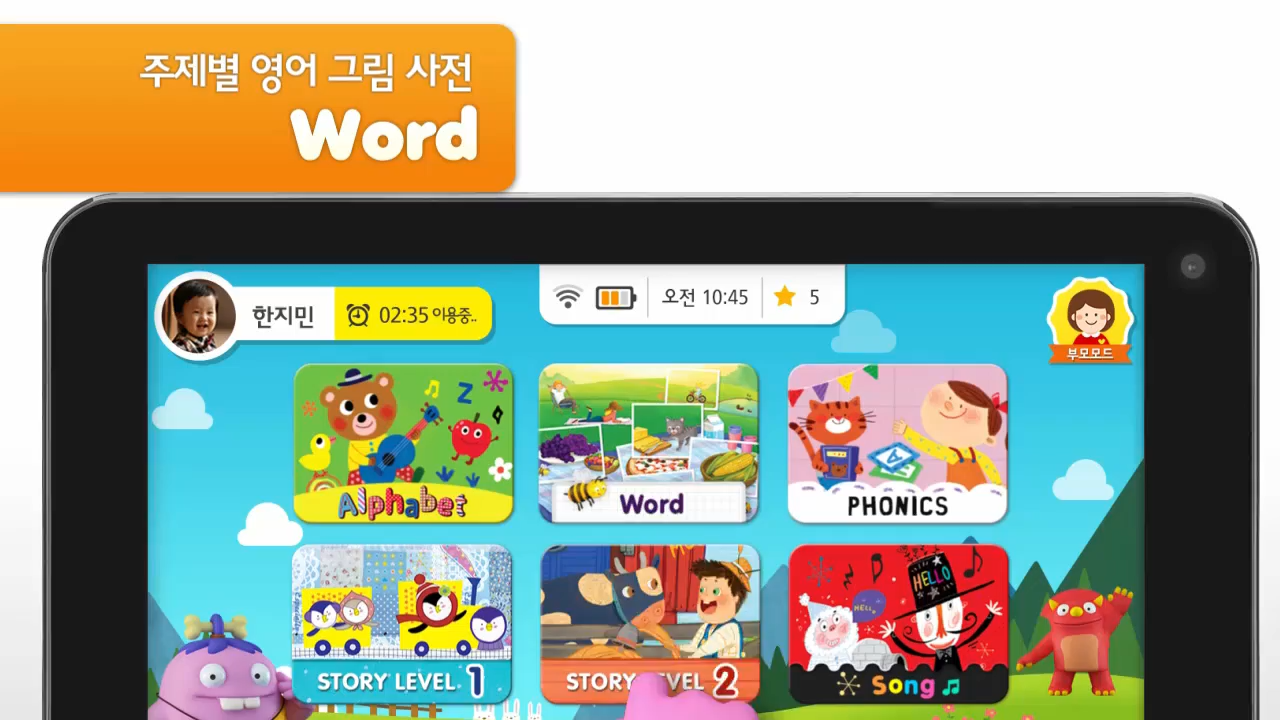 주제별 영어 그림 사전
Word
한지민
02:35 이용중..
오전 10:45
5
부모모드
Z
Alphabet
Word
A
PHONICS
STORY LEVEL 1
STORY LEVEL 2
HELLO
HELLO
Song